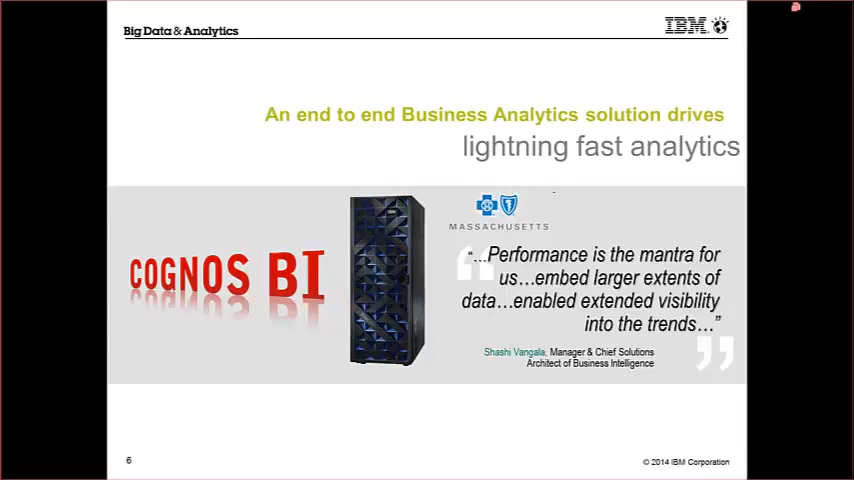 Big Data & Analytics
IBM
An end to end Business Analytics solution drives
lightning fast analytics
COGNOS BI
MASSACHUSETTS
“...Performance is the mantra for
us...embed larger extents of
data...enabled extended visibility
into the trends...”
Shashi Vangala, Manager & Chief Solutions
Architect of Business Intelligence
6
© 2014 IBM Corporation